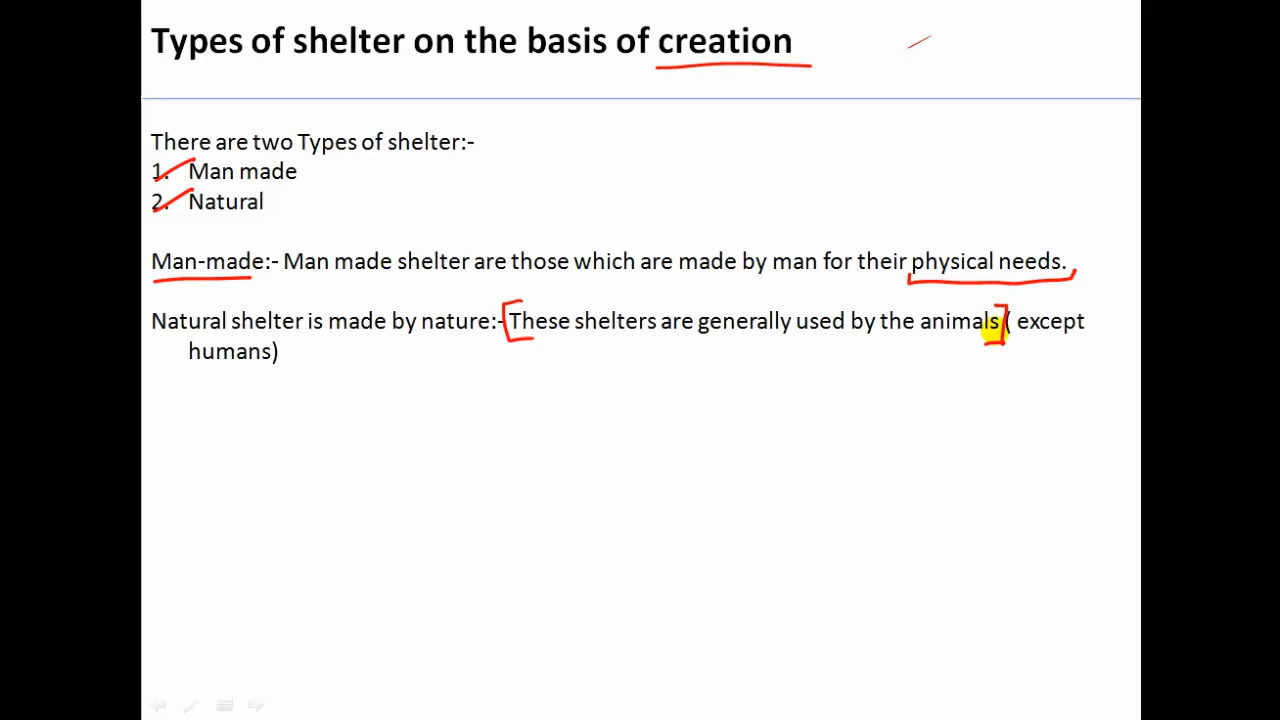 Types of shelter on the basis of creation
There are two Types of shelter:-
1. Man made
2. Natural
Man-made:- Man made shelter are those which are made by man for their physical needs.
Natural shelter is made by nature:- These shelters are generally used by the animals ( except
humans)